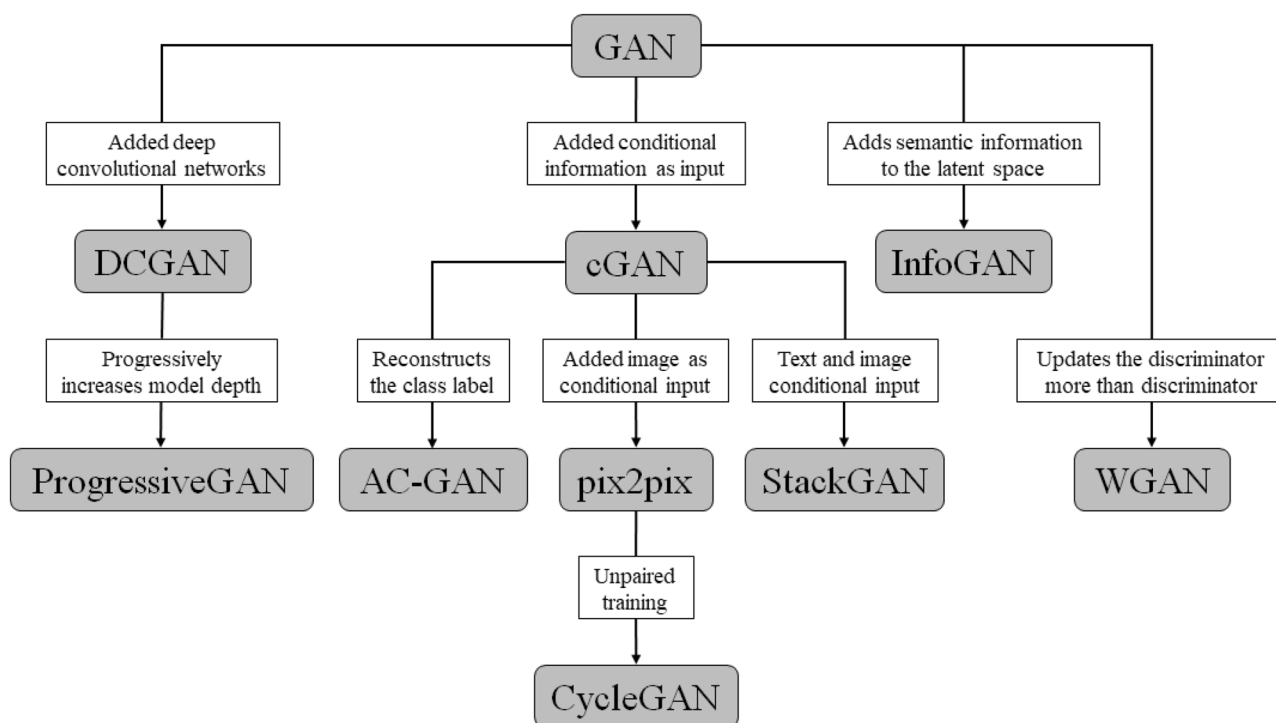 GAN
Added deep
convolutional networks
Added conditional
information as input
Adds semantic information
to the latent space
DCGAN
cGAN
InfoGAN
Progressively
increases model depth
Reconstructs
the class label
Added image as
conditional input
Text and image
conditional input
Updates the discriminator
more than discriminator
ProgressiveGAN
AC-GAN
pix2pix
StackGAN
WGAN
Unpaired
training
CycleGAN